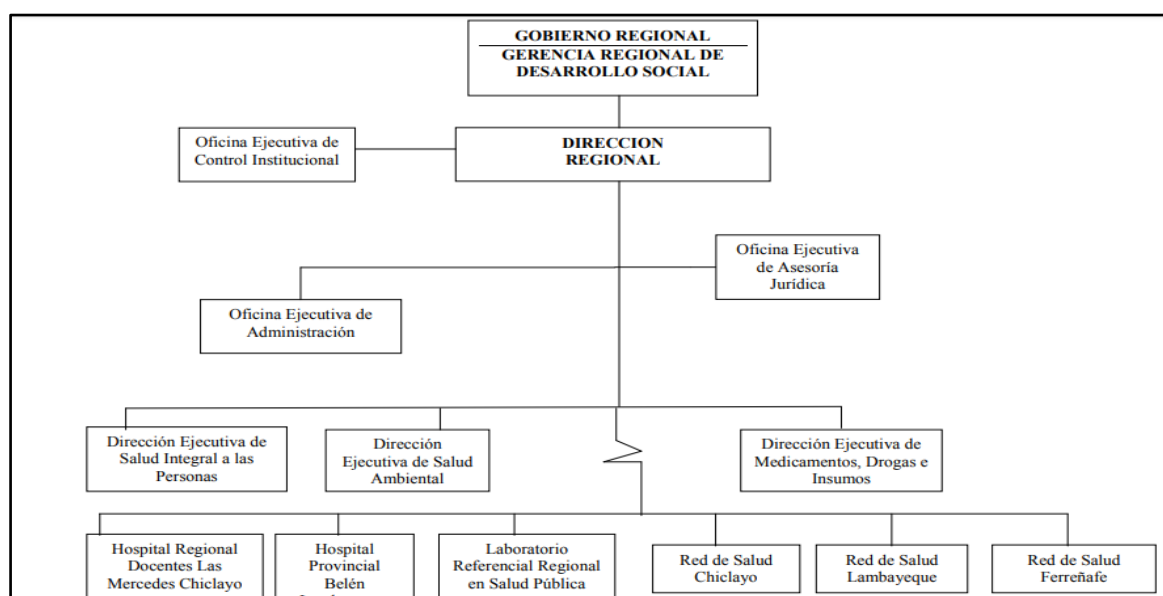 GOBIERNO REGIONAL
GERENCIA REGIONAL DE
DESARROLLO SOCIAL
Oficina Ejecutiva de
Control Institucional
DIRECCION
REGIONAL
Oficina Ejecutiva
de Asesoría
Jurídica
Oficina Ejecutiva de
Administración
Dirección Ejecutiva de
Salud Integral a las
Personas
Dirección
Ejecutiva de Salud
Ambiental
Dirección Ejecutiva de
Medicamentos, Drogas e
Insumos
Hospital Regional
Docentes Las
Mercedes Chiclayo
Hospital
Provincial
Belén
Laboratorio
Referencial Regional
en Salud Pública
Red de Salud
Chiclayo
Red de Salud
Lambayeque
Red de Salud
Ferreñafe